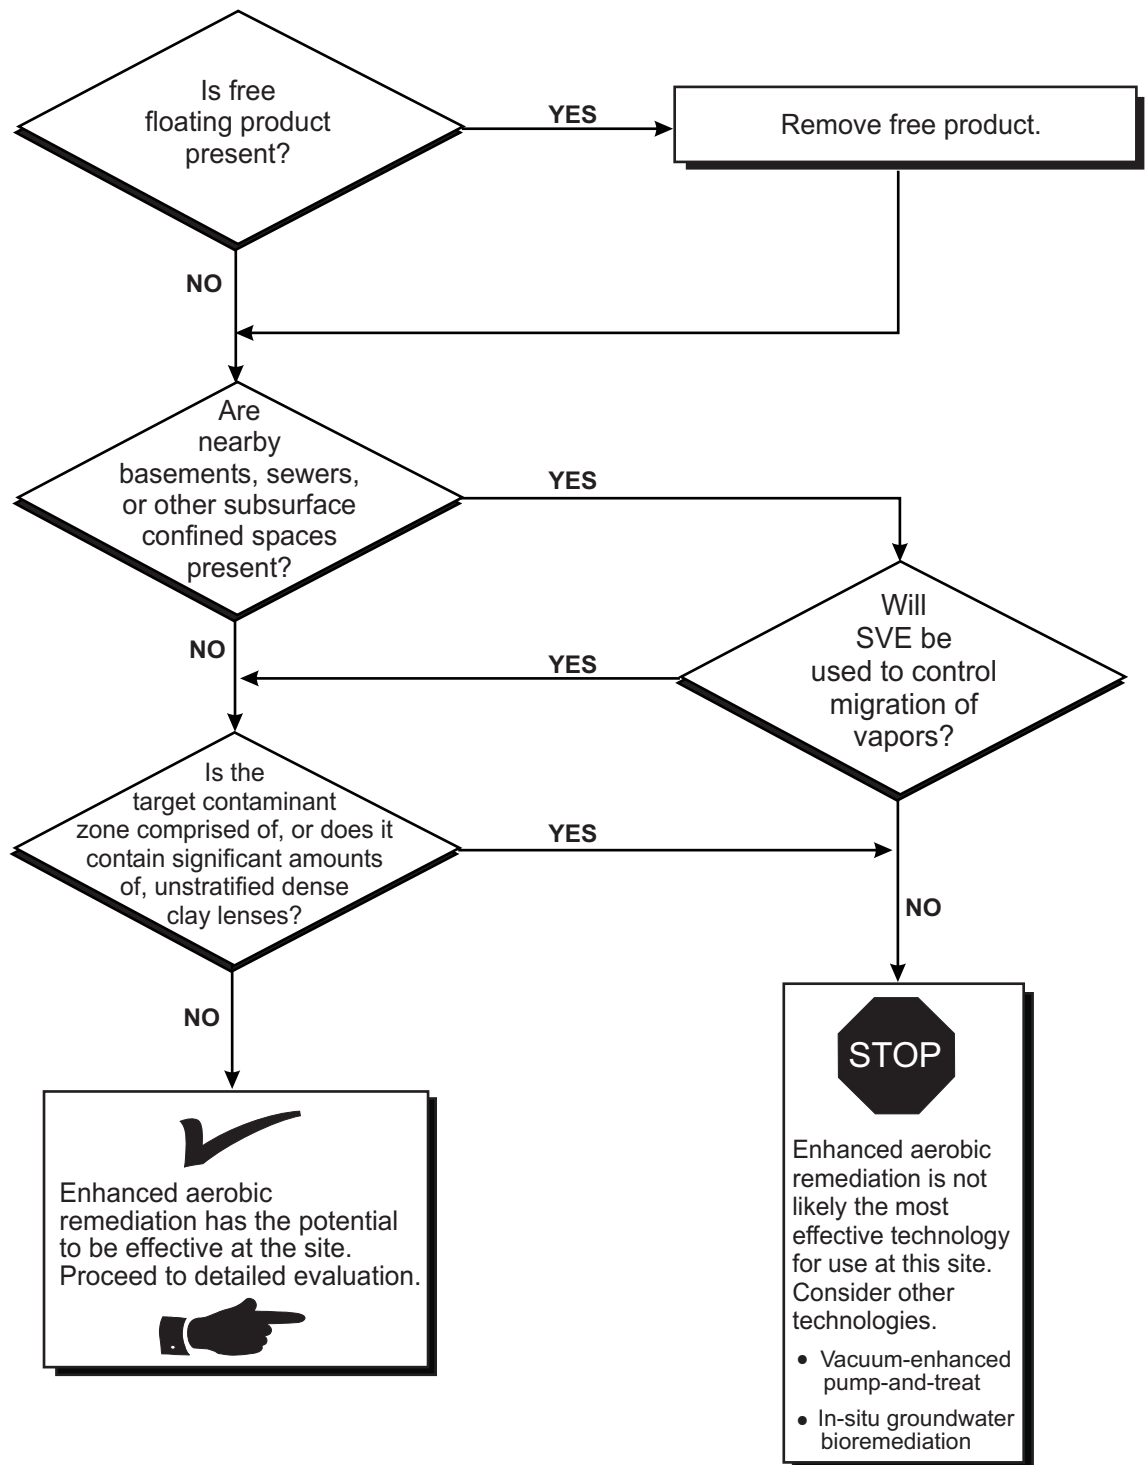 Is free
floating product
present?
YES
Remove free product.
NO
Are
nearby
basements, sewers,
or other subsurface
confined spaces
present?
YES
Will
SVE be
used to control
migration of
vapors?
NO
YES
Is the
target contaminant
zone comprised of, or does it
contain significant amounts
of, unstratified dense
clay lenses?
YES
NO
NO
Enhanced aerobic
remediation has the potential
to be effective at the site.
Proceed to detailed evaluation.
STOP
Enhanced aerobic
remediation is not
likely the most
effective technology
for use at this site.
Consider other
technologies.
• Vacuum-enhanced
pump-and-treat
• In-situ groundwater
bioremediation